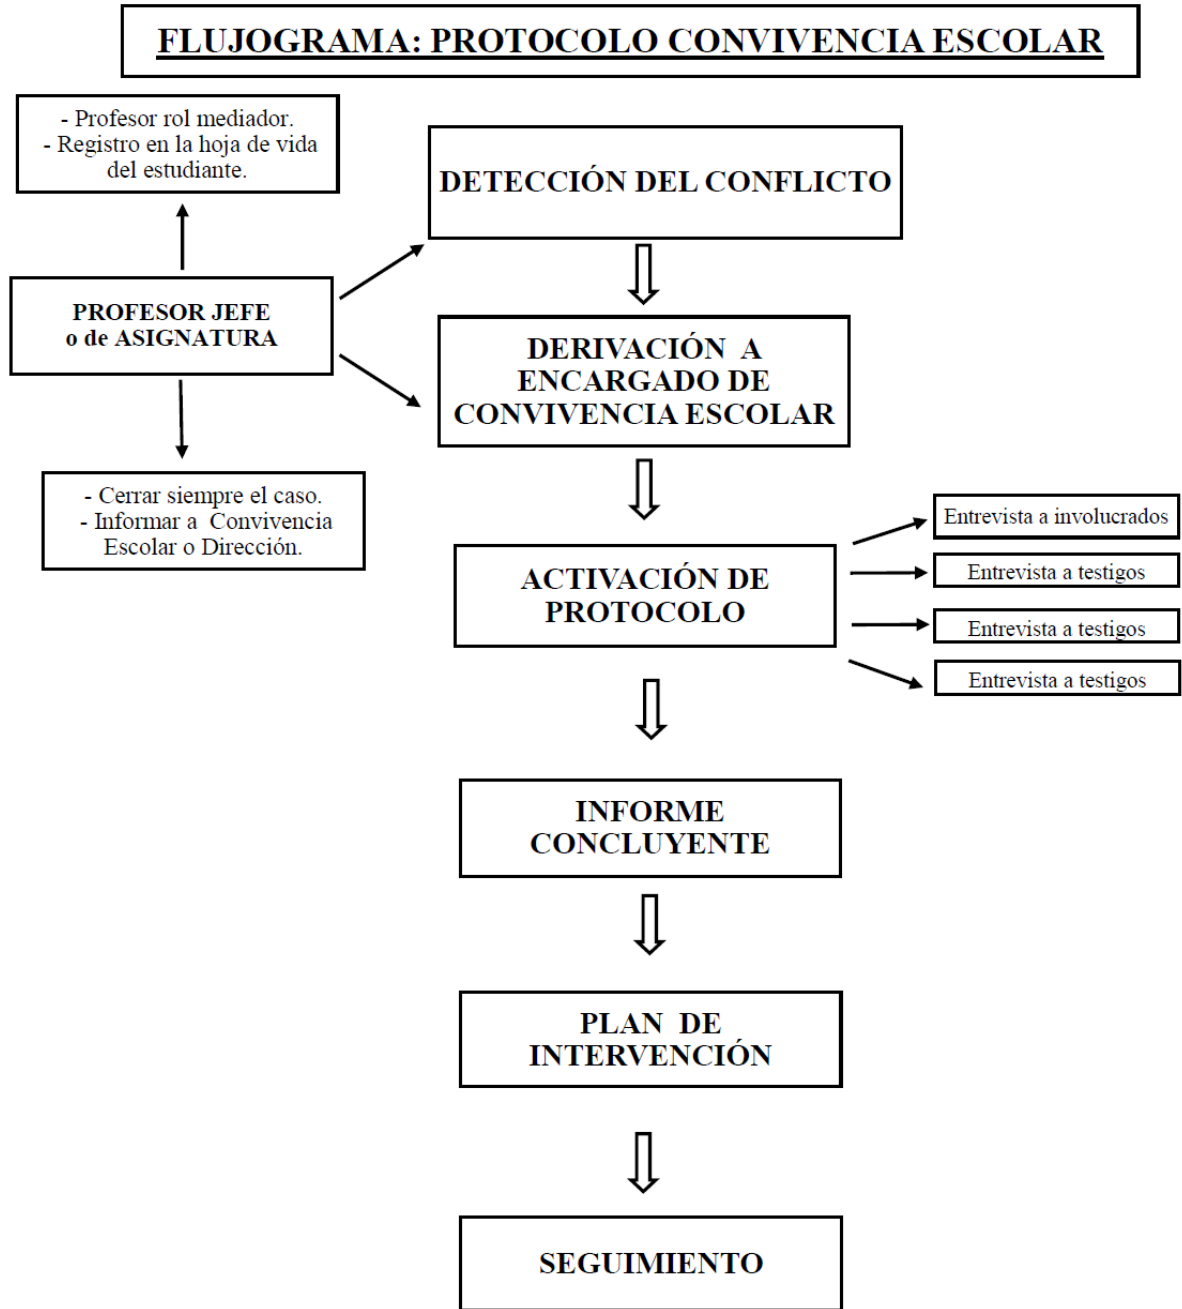 FLUJOGRAMA: PROTOCOLO CONVIVENCIA ESCOLAR
- Profesor rol mediador.
- Registro en la hoja de vida
del estudiante.
DETECCIÓN DEL CONFLICTO
PROFESOR JEFE
o de ASIGNATURA
DERIVACIÓN A
ENCARGADO DE
CONVIVENCIA ESCOLAR
- Cerrar siempre el caso.
- Informar a Convivencia
Escolar o Dirección.
ACTIVACIÓN DE
PROTOCOLO
Entrevista a involucrados
Entrevista a testigos
Entrevista a testigos
Entrevista a testigos
INFORME
CONCLUYENTE
PLAN DE
INTERVENCIÓN
SEGUIMIENTO